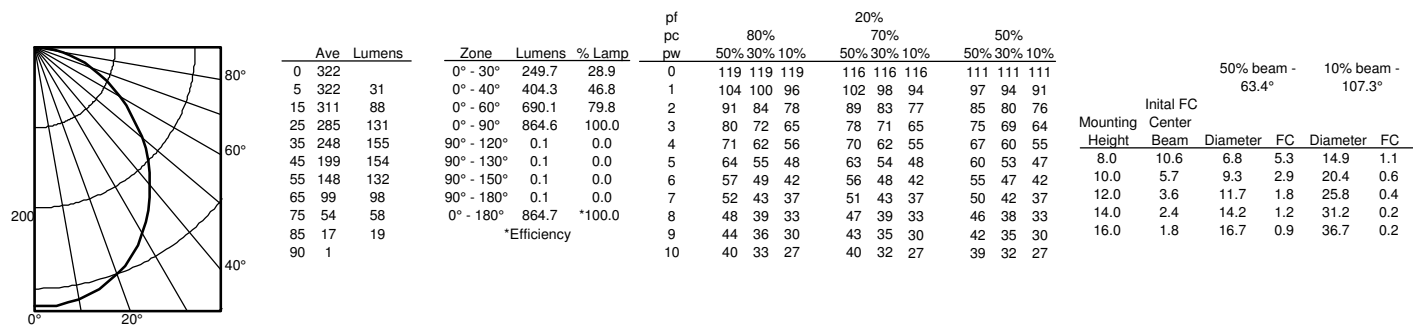 80°
60°
200
40°
0° 20°
Ave Lumens
0 322
5 322 31
15 311 88
25 285 131
35 248 155
45 199 154
55 148 132
65 99 98
75 54 58
85 17 19
90 1
Zone Lumens % Lamp
0° - 30° 249.7 28.9
0° - 40° 404.3 46.8
0° - 60° 690.1 79.8
0° - 90° 864.6 100.0
90° - 120° 0.1 0.0
90° - 130° 0.1 0.0
90° - 150° 0.1 0.0
90° - 180° 0.1 0.0
0° - 180° 864.7 *100.0
*Efficiency
pf 20%
pc 80% 70% 50%
pw 50% 30% 10% 50% 30% 10% 50% 30% 10%
0 119 119 119 116 116 116 111 111 111
1 104 100 96 102 98 94 97 94 91
2 91 84 78 89 83 77 85 80 76
3 80 72 65 78 71 65 75 69 64
4 71 62 56 70 62 55 67 60 55
5 64 55 48 63 54 48 60 53 47
6 57 49 42 56 48 42 55 47 42
7 52 43 37 51 43 37 50 42 37
8 48 39 33 47 39 33 46 38 33
9 44 36 30 43 35 30 42 35 30
10 40 33 27 40 32 27 39 32 27
50% beam - 10% beam -
63.4° 107.3°
Inital FC
Mounting Center
Height Beam Diameter FC Diameter FC
8.0 10.6 6.8 5.3 14.9 1.1
10.0 5.7 9.3 2.9 20.4 0.6
12.0 3.6 11.7 1.8 25.8 0.4
14.0 2.4 14.2 1.2 31.2 0.2
16.0 1.8 16.7 0.9 36.7 0.2